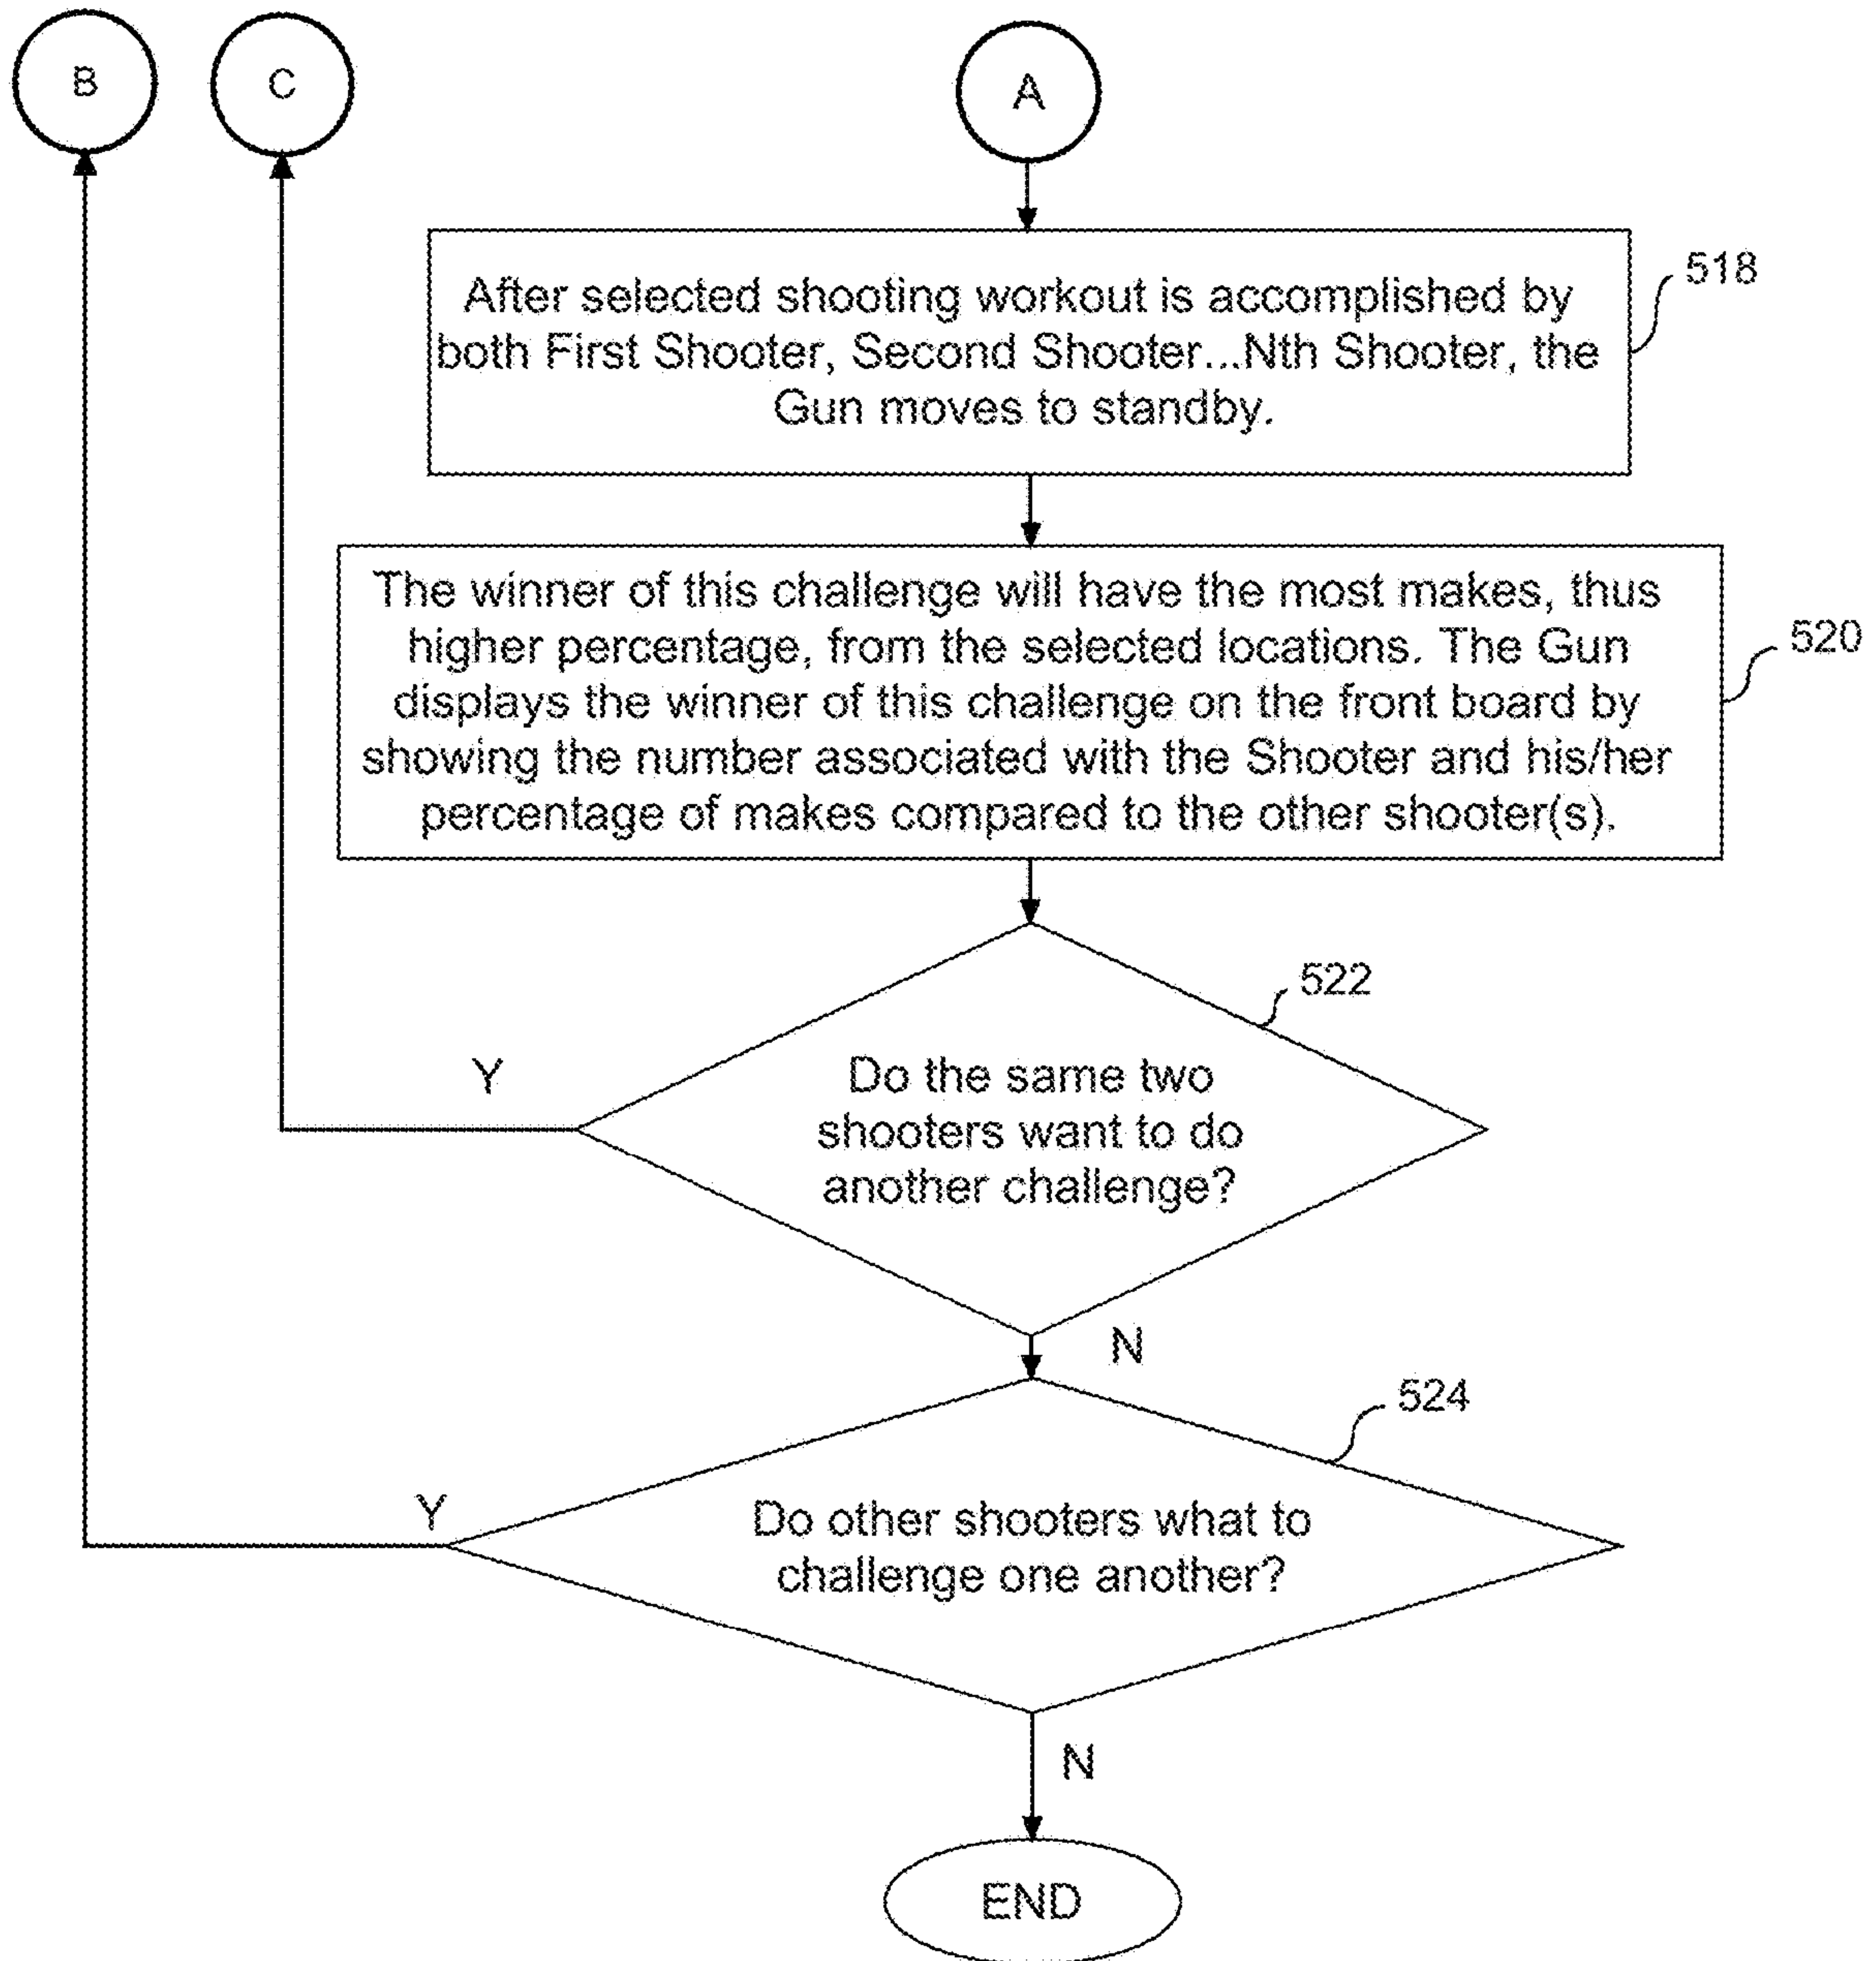 B
C
A
After selected shooting workout is accomplished by
both First Shooter, Second Shooter...Nth Shooter, the
Gun moves to standby.
518
The winner of this challenge will have the most makes, thus
higher percentage, from the selected locations. The Gun
displays the winner of this challenge on the front board by
showing the number associated with the Shooter and his/her
percentage of makes compared to the other shooter(s).
520
522
Y
Do the same two
shooters want to do
another challenge?
N
524
Y
Do other shooters what to
challenge one another?
N
END